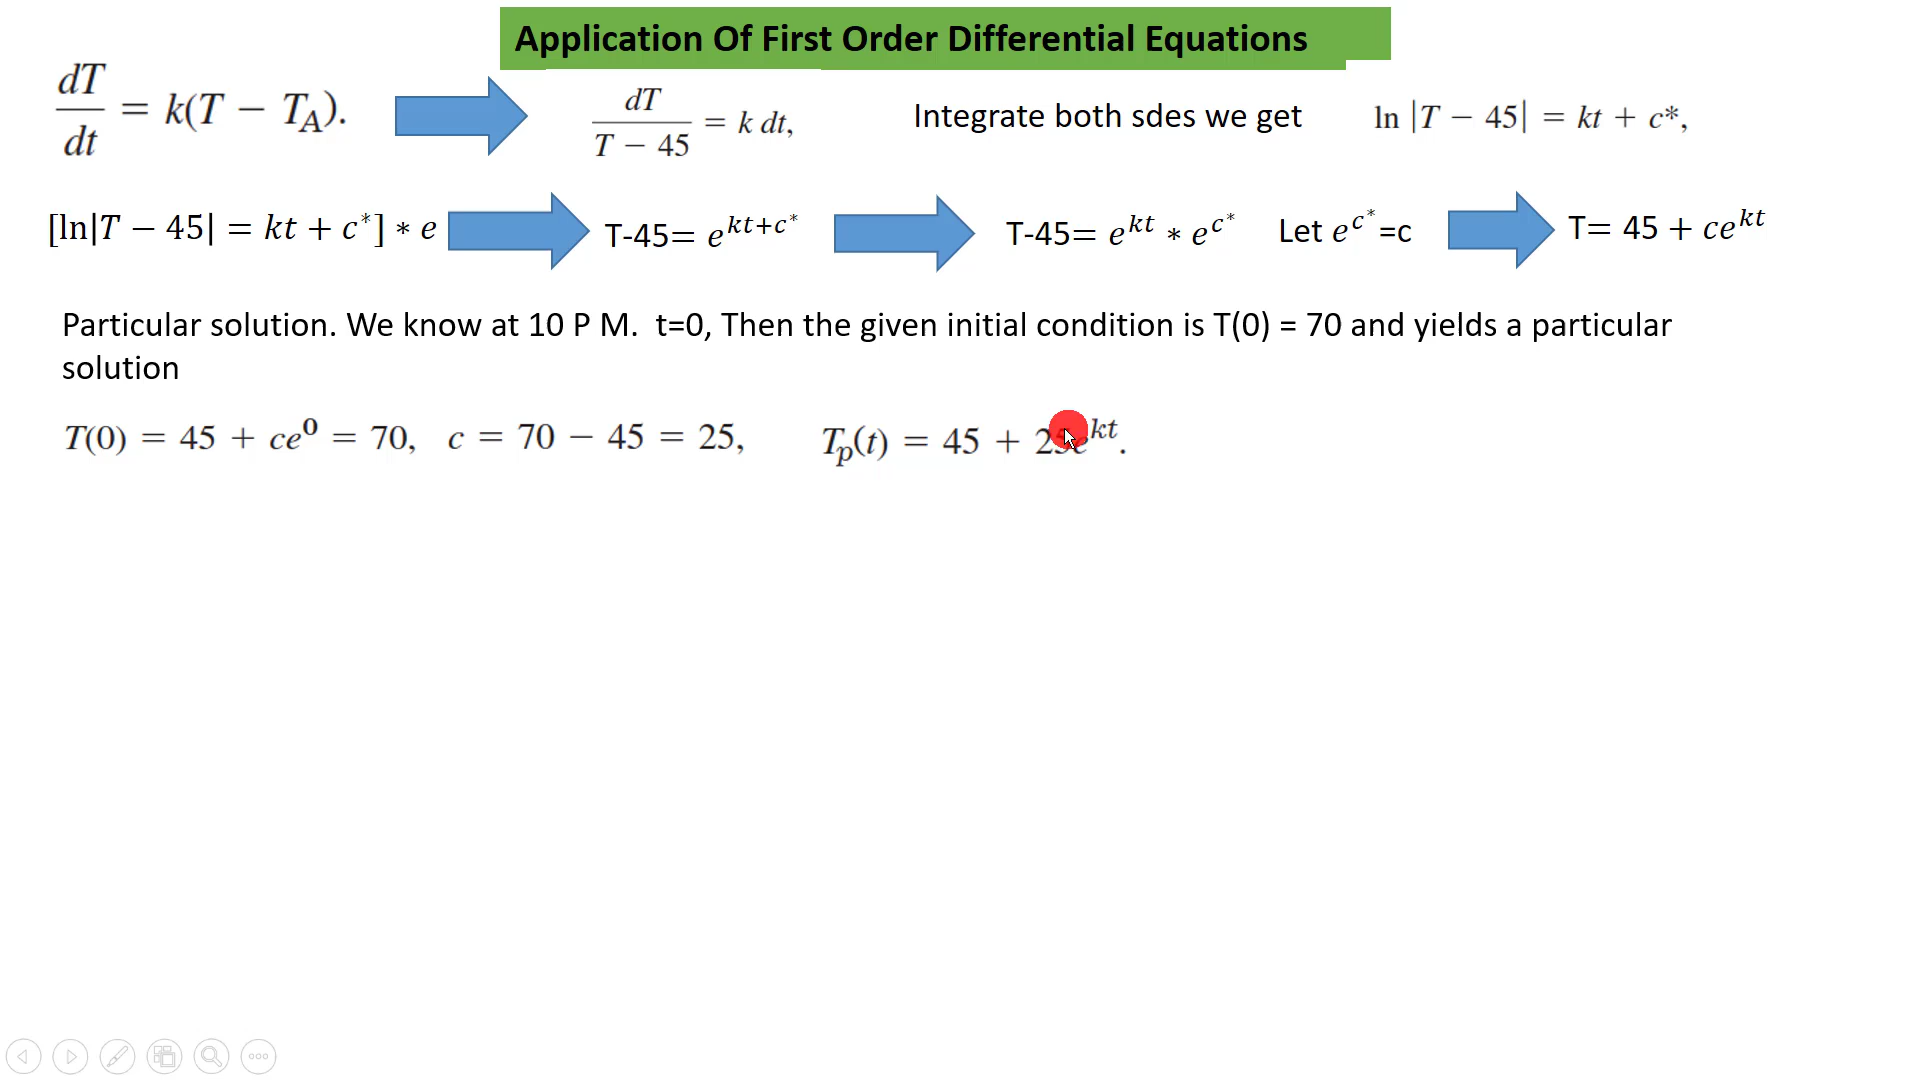 Application Of First Order Differential Equations
dT/dt = k(T − T_A).
dT/(T − 45) = k dt,
Integrate both sdes we get
ln |T − 45| = kt + c*,
[ln|T − 45| = kt + c^*] ∗ e
T-45= e^{kt+c^*}
T-45= e^{kt} ∗ e^{c^*}
Let e^{c^*}=c
T= 45 + ce^{kt}
Particular solution. We know at 10 P M. t=0, Then the given initial condition is T(0) = 70 and yields a particular
solution
T(0) = 45 + ce^0 = 70, c = 70 − 45 = 25,
T_p(t) = 45 + 25e^{kt}.